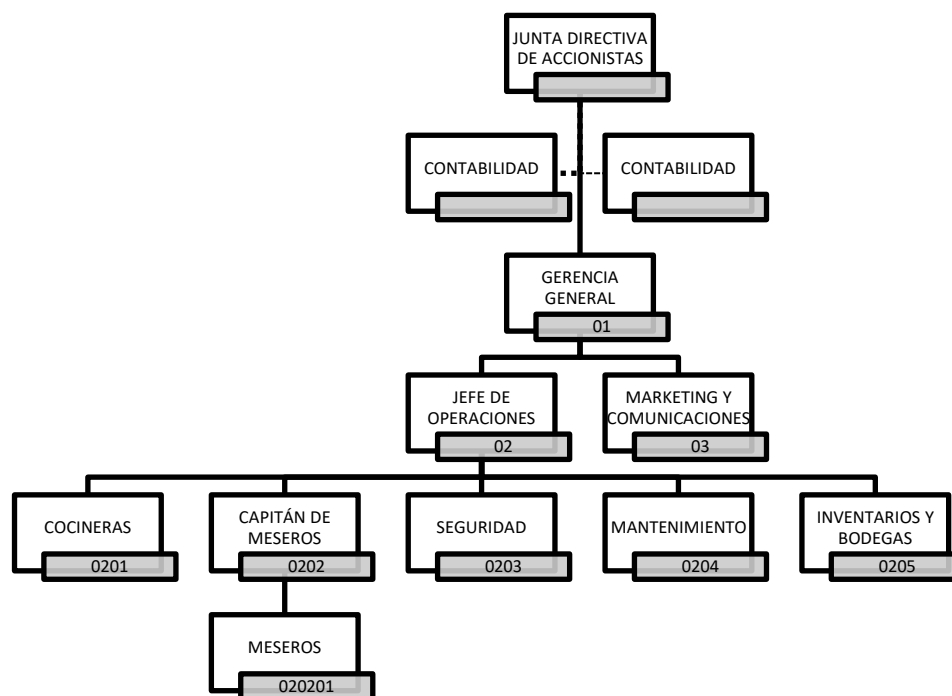 JUNTA DIRECTIVA
DE ACCIONISTAS
CONTABILIDAD
CONTABILIDAD
GERENCIA
GENERAL
01
JEFE DE
OPERACIONES
02
MARKETING Y
COMUNICACIONES
03
COCINERAS
0201
CAPITÁN DE
MESEROS
0202
SEGURIDAD
0203
MANTENIMIENTO
0204
INVENTARIOS Y
BODEGAS
0205
MESEROS
020201